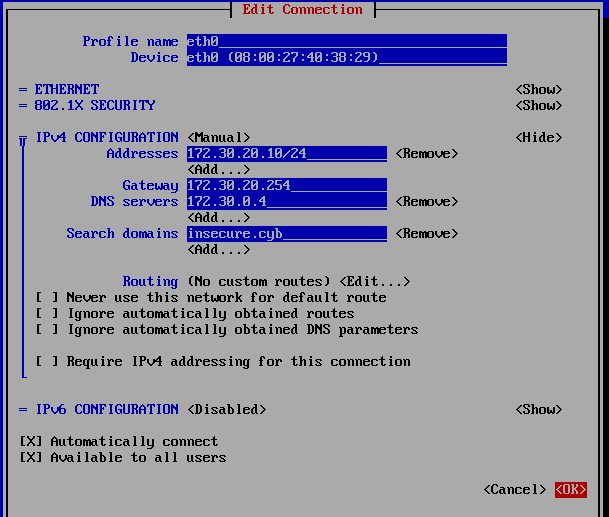 Edit Connection
Profile name eth0
Device eth0 (08:00:27:40:38:29)
= ETHERNET <Show>
= 802.1X SECURITY <Show>
= IPv4 CONFIGURATION <Manual> <Hide>
Addresses 172.30.20.10/24 <Remove>
<Add...>
Gateway 172.30.20.254
DNS servers 172.30.0.4 <Remove>
<Add...>
Search domains insecure.cyb <Remove>
<Add...>
Routing (No custom routes) <Edit...>
[ ] Never use this network for default route
[ ] Ignore automatically obtained routes
[ ] Ignore automatically obtained DNS parameters
[ ] Require IPv4 addressing for this connection
= IPv6 CONFIGURATION <Disabled> <Show>
[X] Automatically connect
[X] Available to all users
<Cancel> <OK>